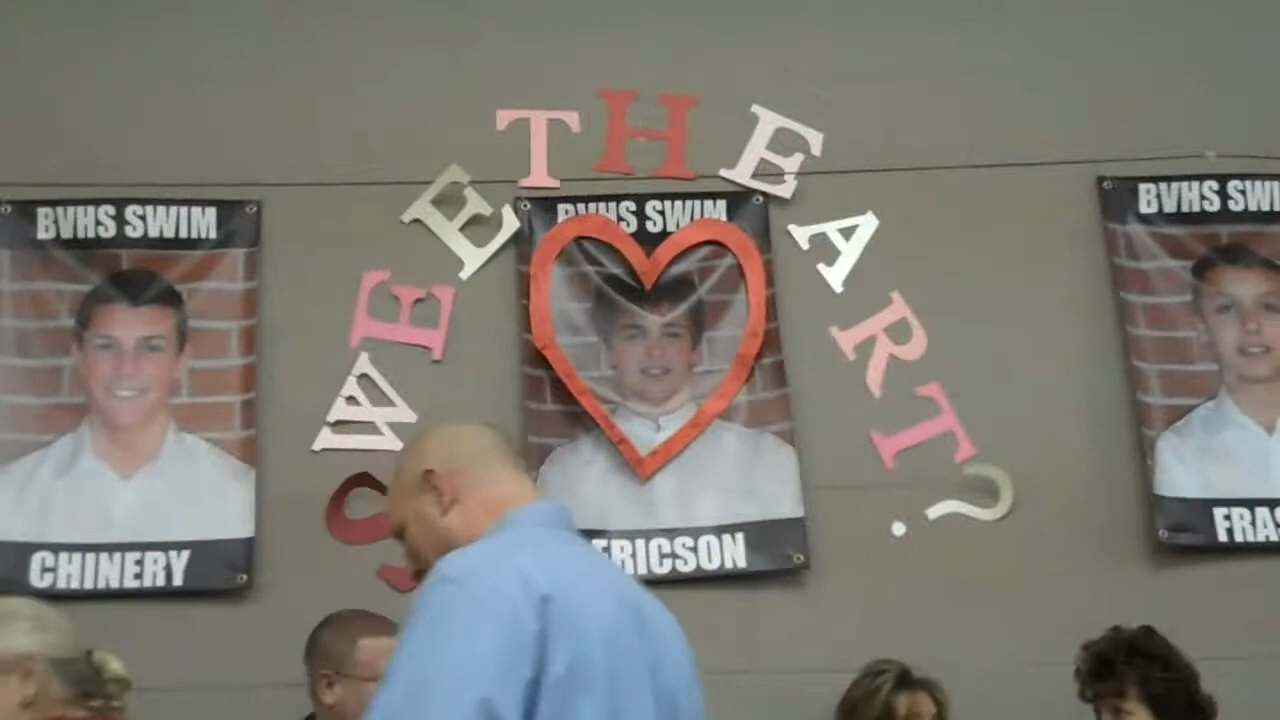 SWEETHEART?
BVHS SWIM
CHINERY
BVHS SWIM
ERICSON
BVHS SWI
FRAS